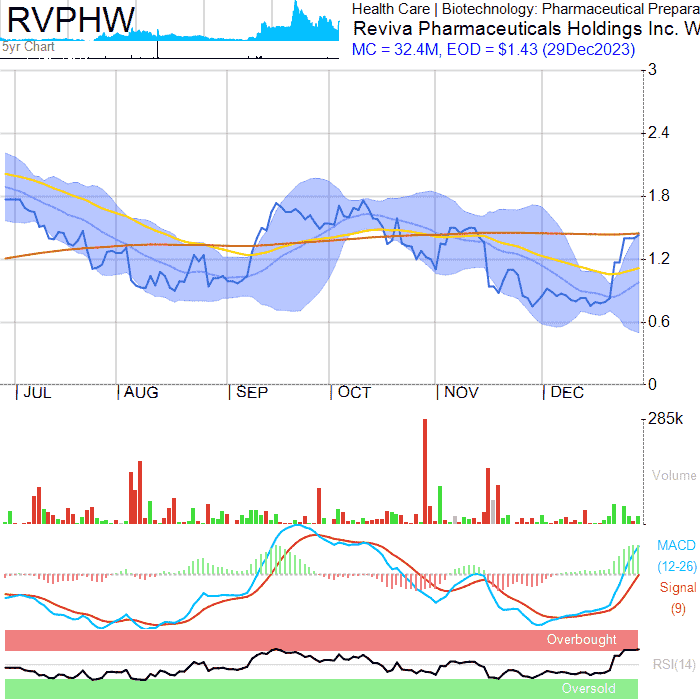 RVPHW
5yr Chart
Health Care | Biotechnology: Pharmaceutical Prepara
Reviva Pharmaceuticals Holdings Inc. W
MC = 32.4M, EOD = $1.43 (29Dec2023)
3
2.4
1.8
1.2
0.6
0
JUL AUG SEP OCT NOV DEC
285k
Volume
MACD
(12-26)
Signal
(9)
Overbought
RSI(14)
Oversold